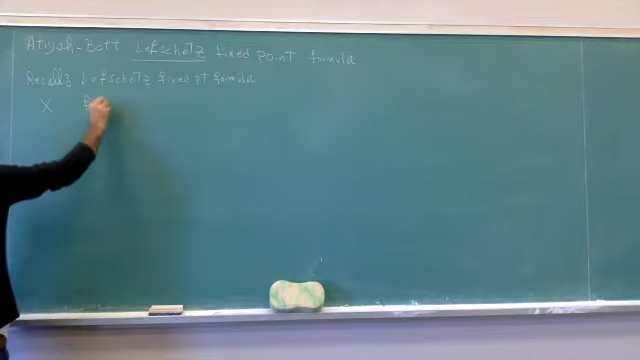 Atiyah-Bott Lefschetz fixed point formula
Recall: Lefschetz fixed pt formula
X f